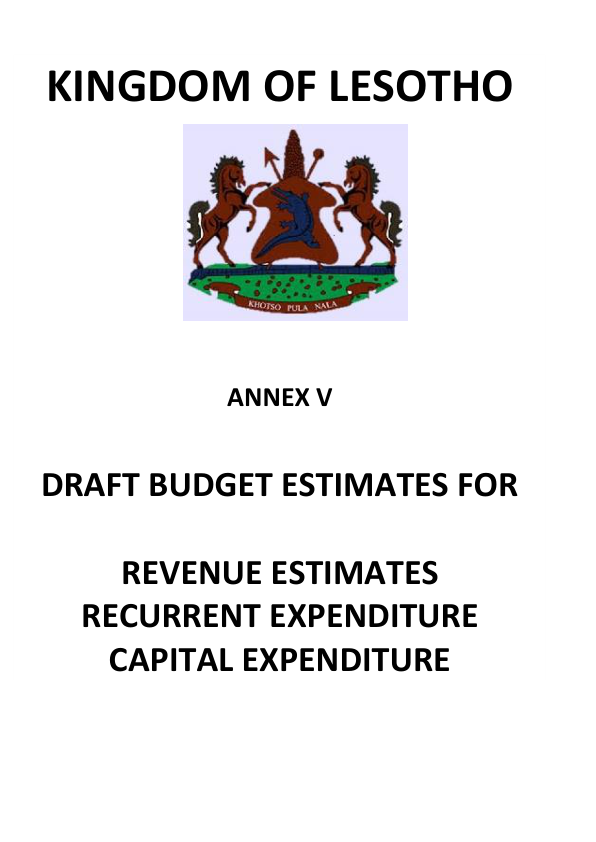 KINGDOM OF LESOTHO
KHOTSO PULA NALA
ANNEX V
DRAFT BUDGET ESTIMATES FOR
REVENUE ESTIMATES
RECURRENT EXPENDITURE
CAPITAL EXPENDITURE